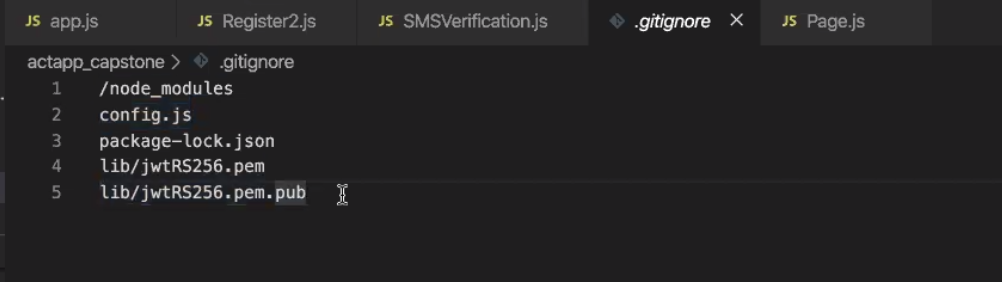 JS app.js JS Register2.js JS SMSVerification.js .gitignore JS Page.js
actapp_capstone > .gitignore
1 /node_modules
2 config.js
3 package-lock.json
4 lib/jwtRS256.pem
5 lib/jwtRS256.pem.pub